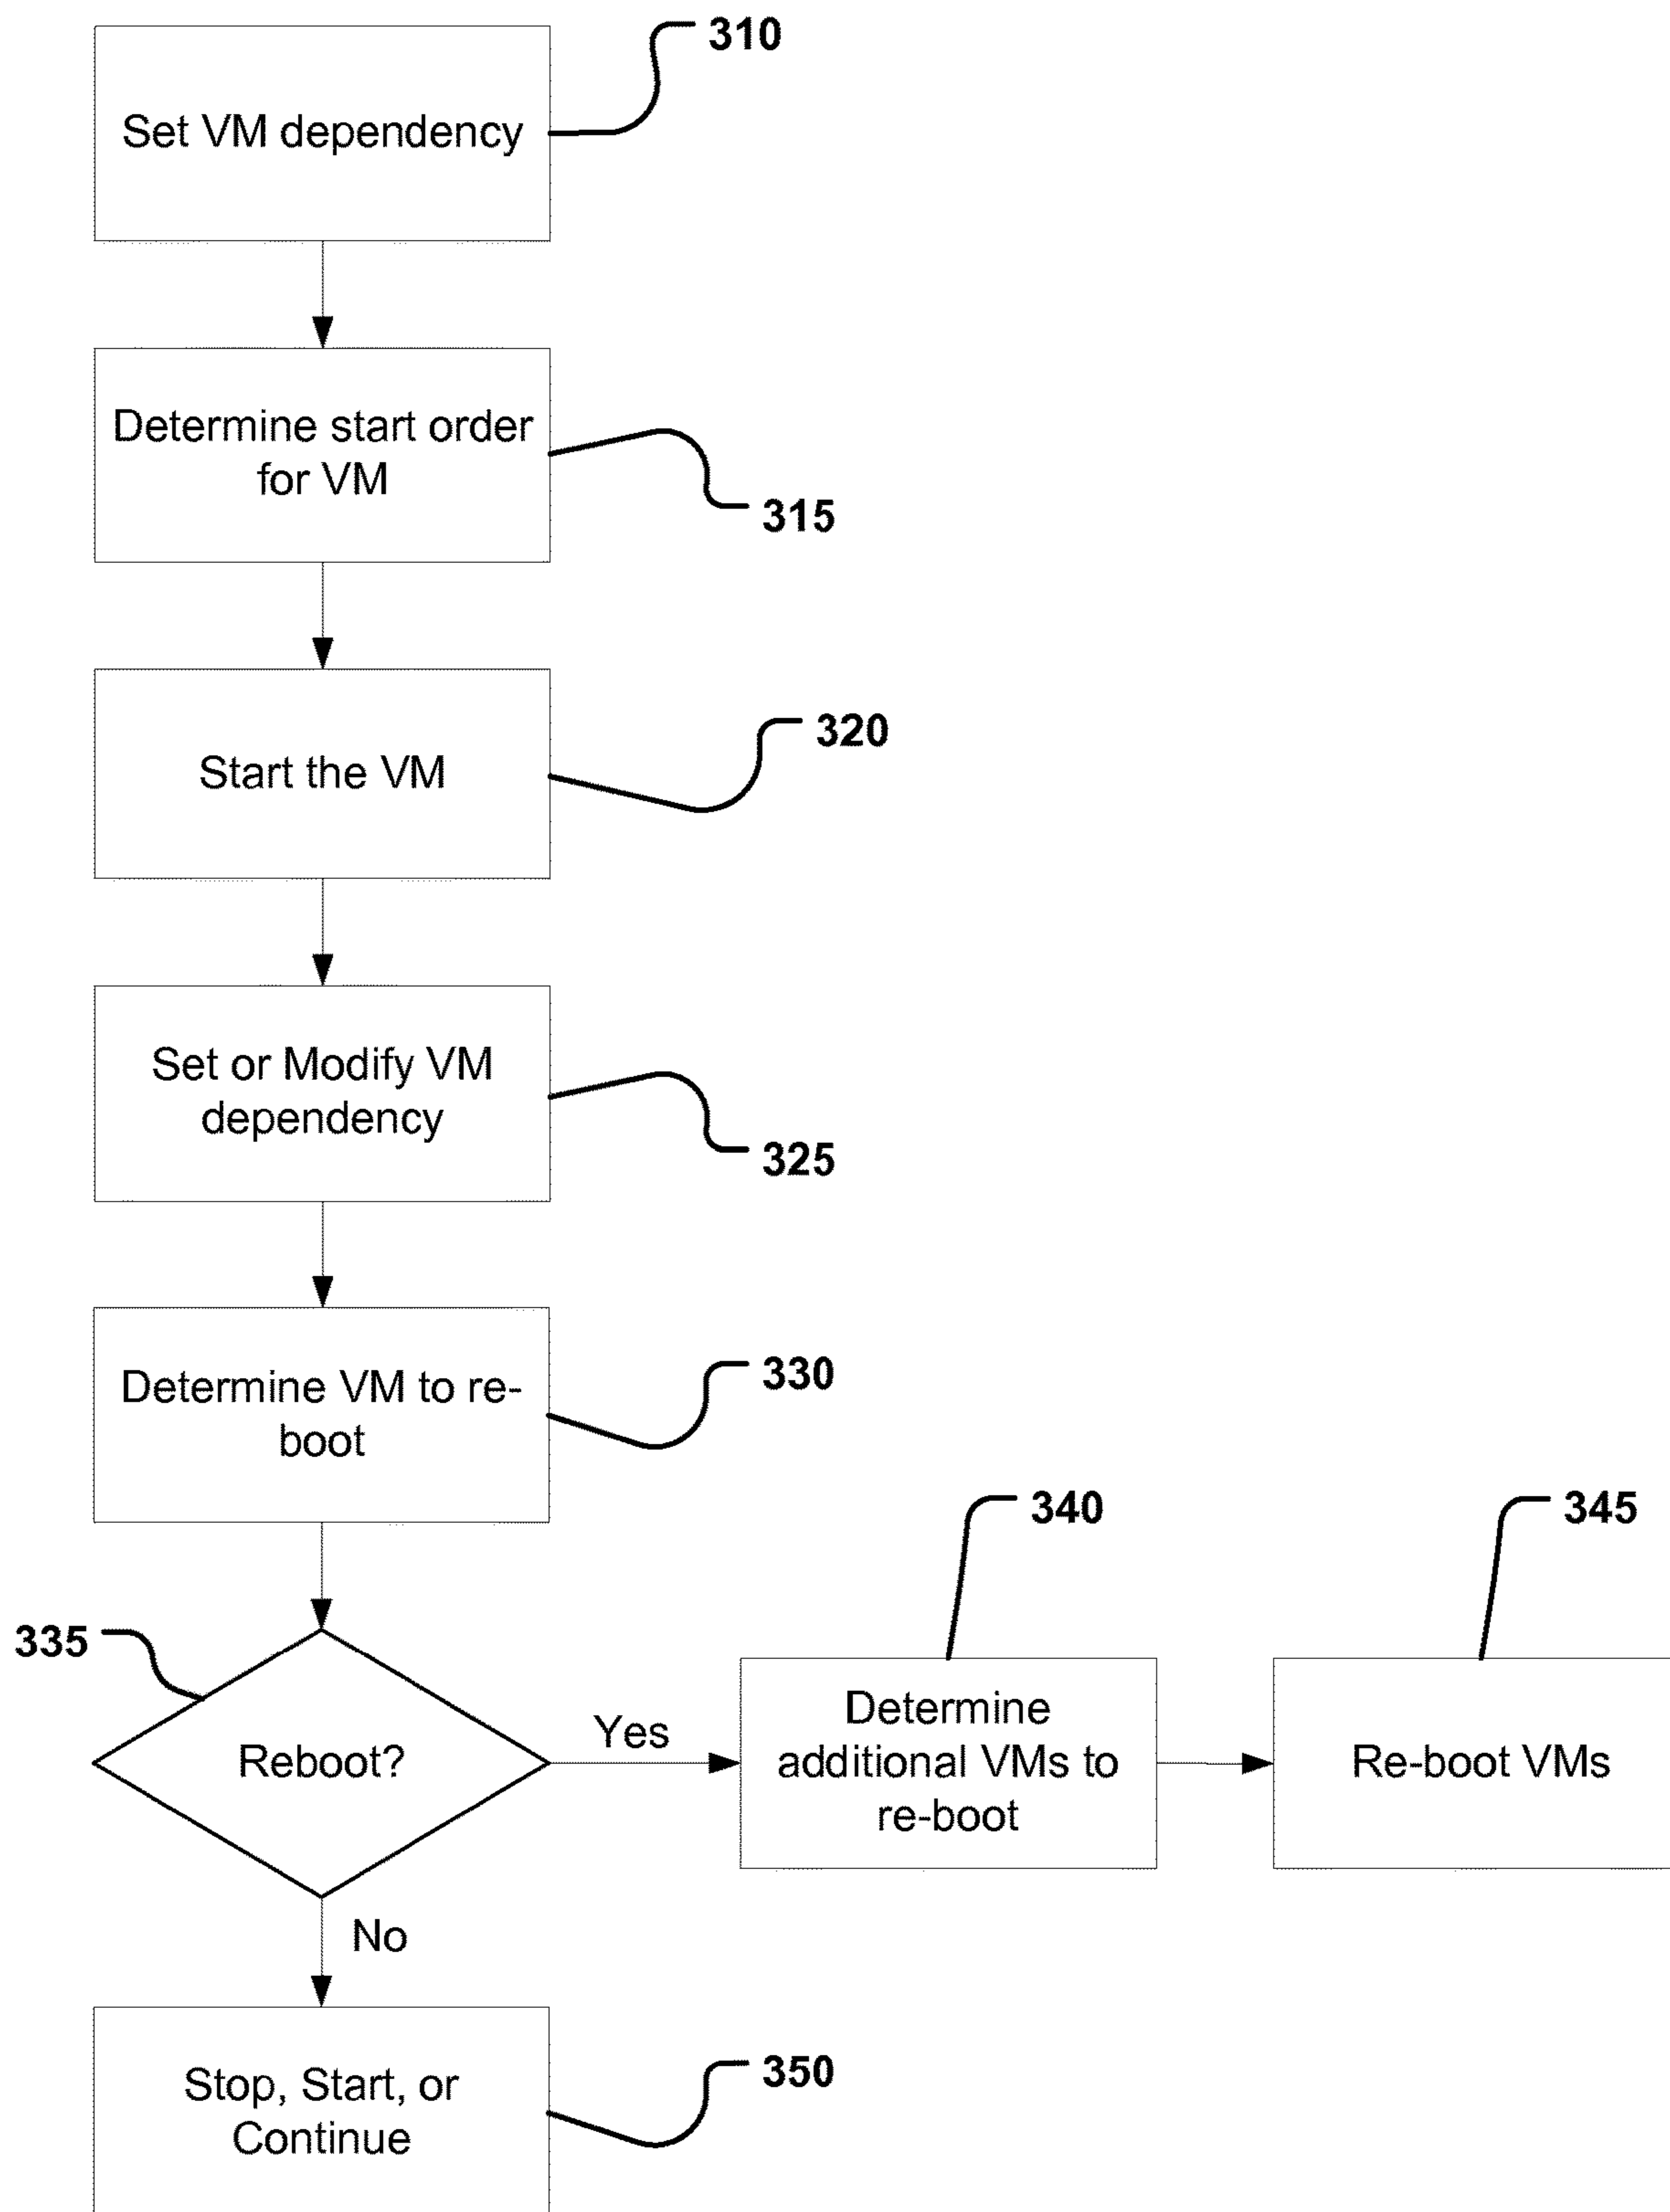 310
Set VM dependency
Determine start order
for VM
315
320
Start the VM
Set or Modify VM
dependency
325
Determine VM to re-
boot
330
340
345
335
Reboot?
Yes
Determine
additional VMs to
re-boot
Re-boot VMs
No
Stop, Start, or
Continue
350